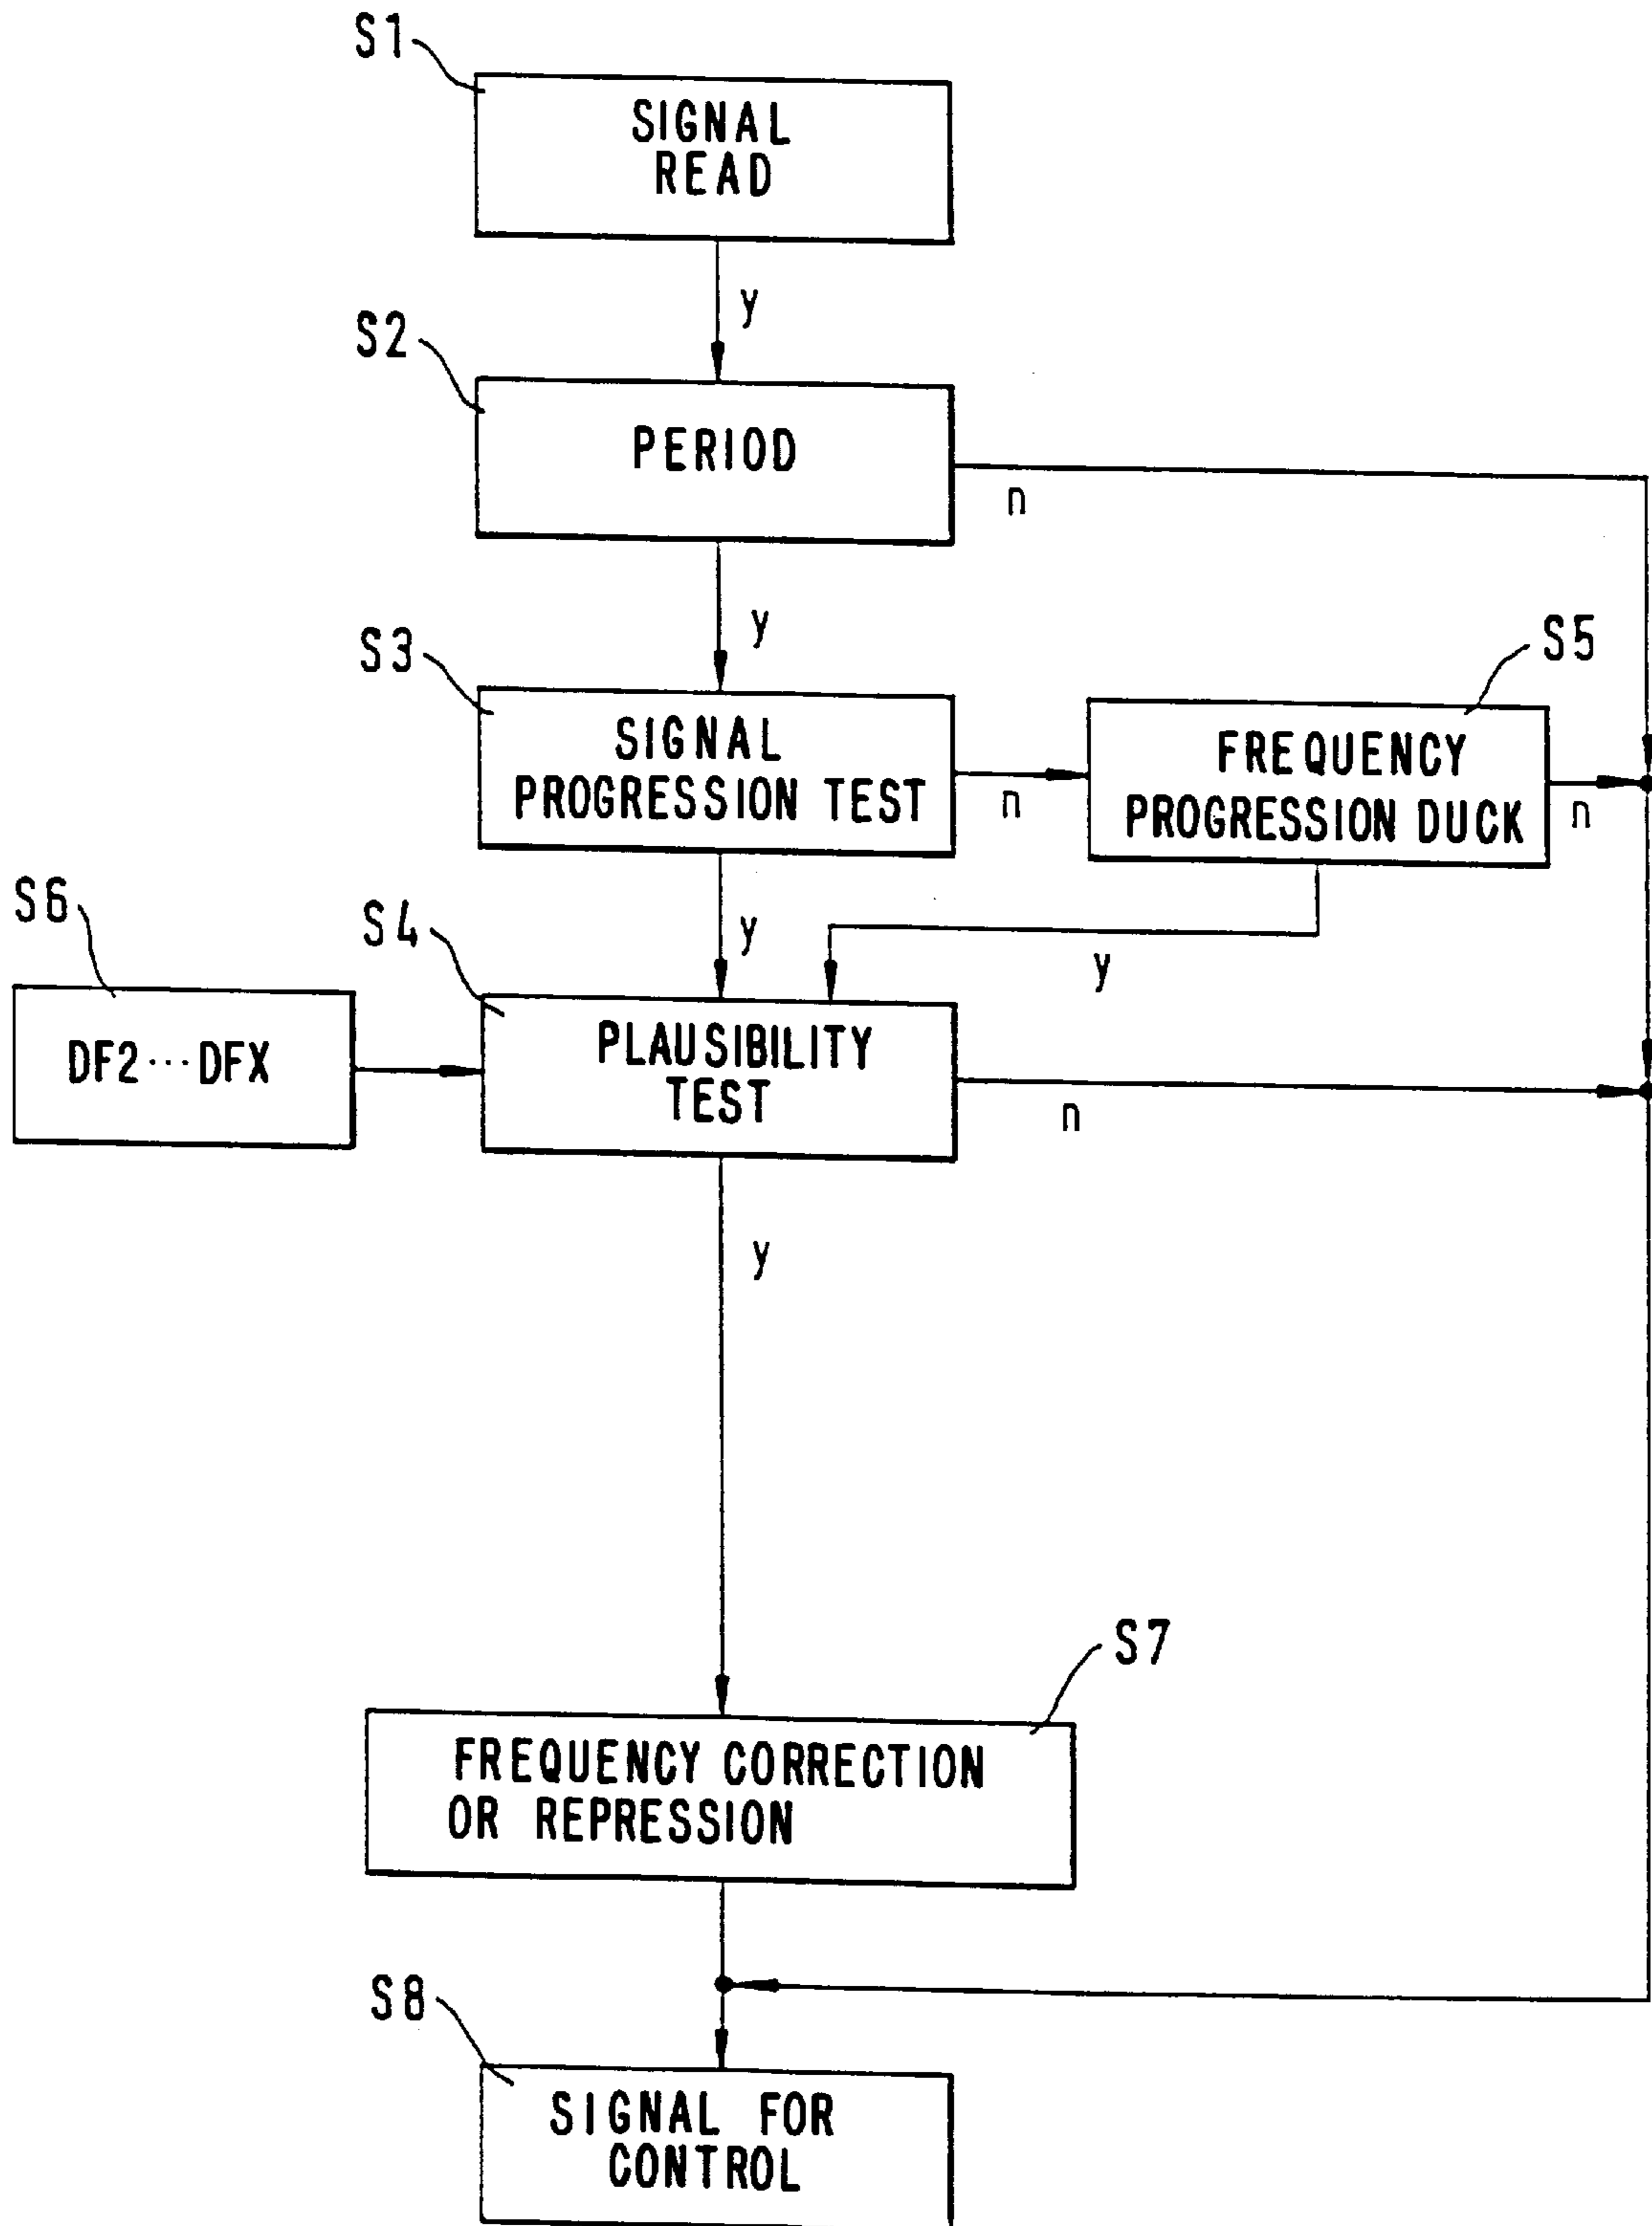 S1
SIGNAL
READ
y
S2
PERIOD
n
y
S3
SIGNAL
PROGRESSION TEST
n
S5
FREQUENCY
PROGRESSION DUCK
n
y
y
S6
DF2...DFX
S4
PLAUSIBILITY
TEST
n
y
S7
FREQUENCY CORRECTION
OR REPRESSION
S8
SIGNAL FOR
CONTROL